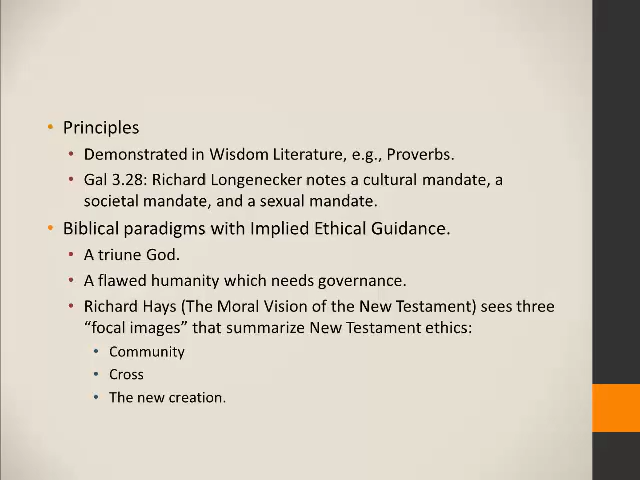 Principles
Demonstrated in Wisdom Literature, e.g., Proverbs.
Gal 3.28: Richard Longenecker notes a cultural mandate, a
societal mandate, and a sexual mandate.
Biblical paradigms with Implied Ethical Guidance.
A triune God.
A flawed humanity which needs governance.
Richard Hays (The Moral Vision of the New Testament) sees three
“focal images” that summarize New Testament ethics:
Community
Cross
The new creation.